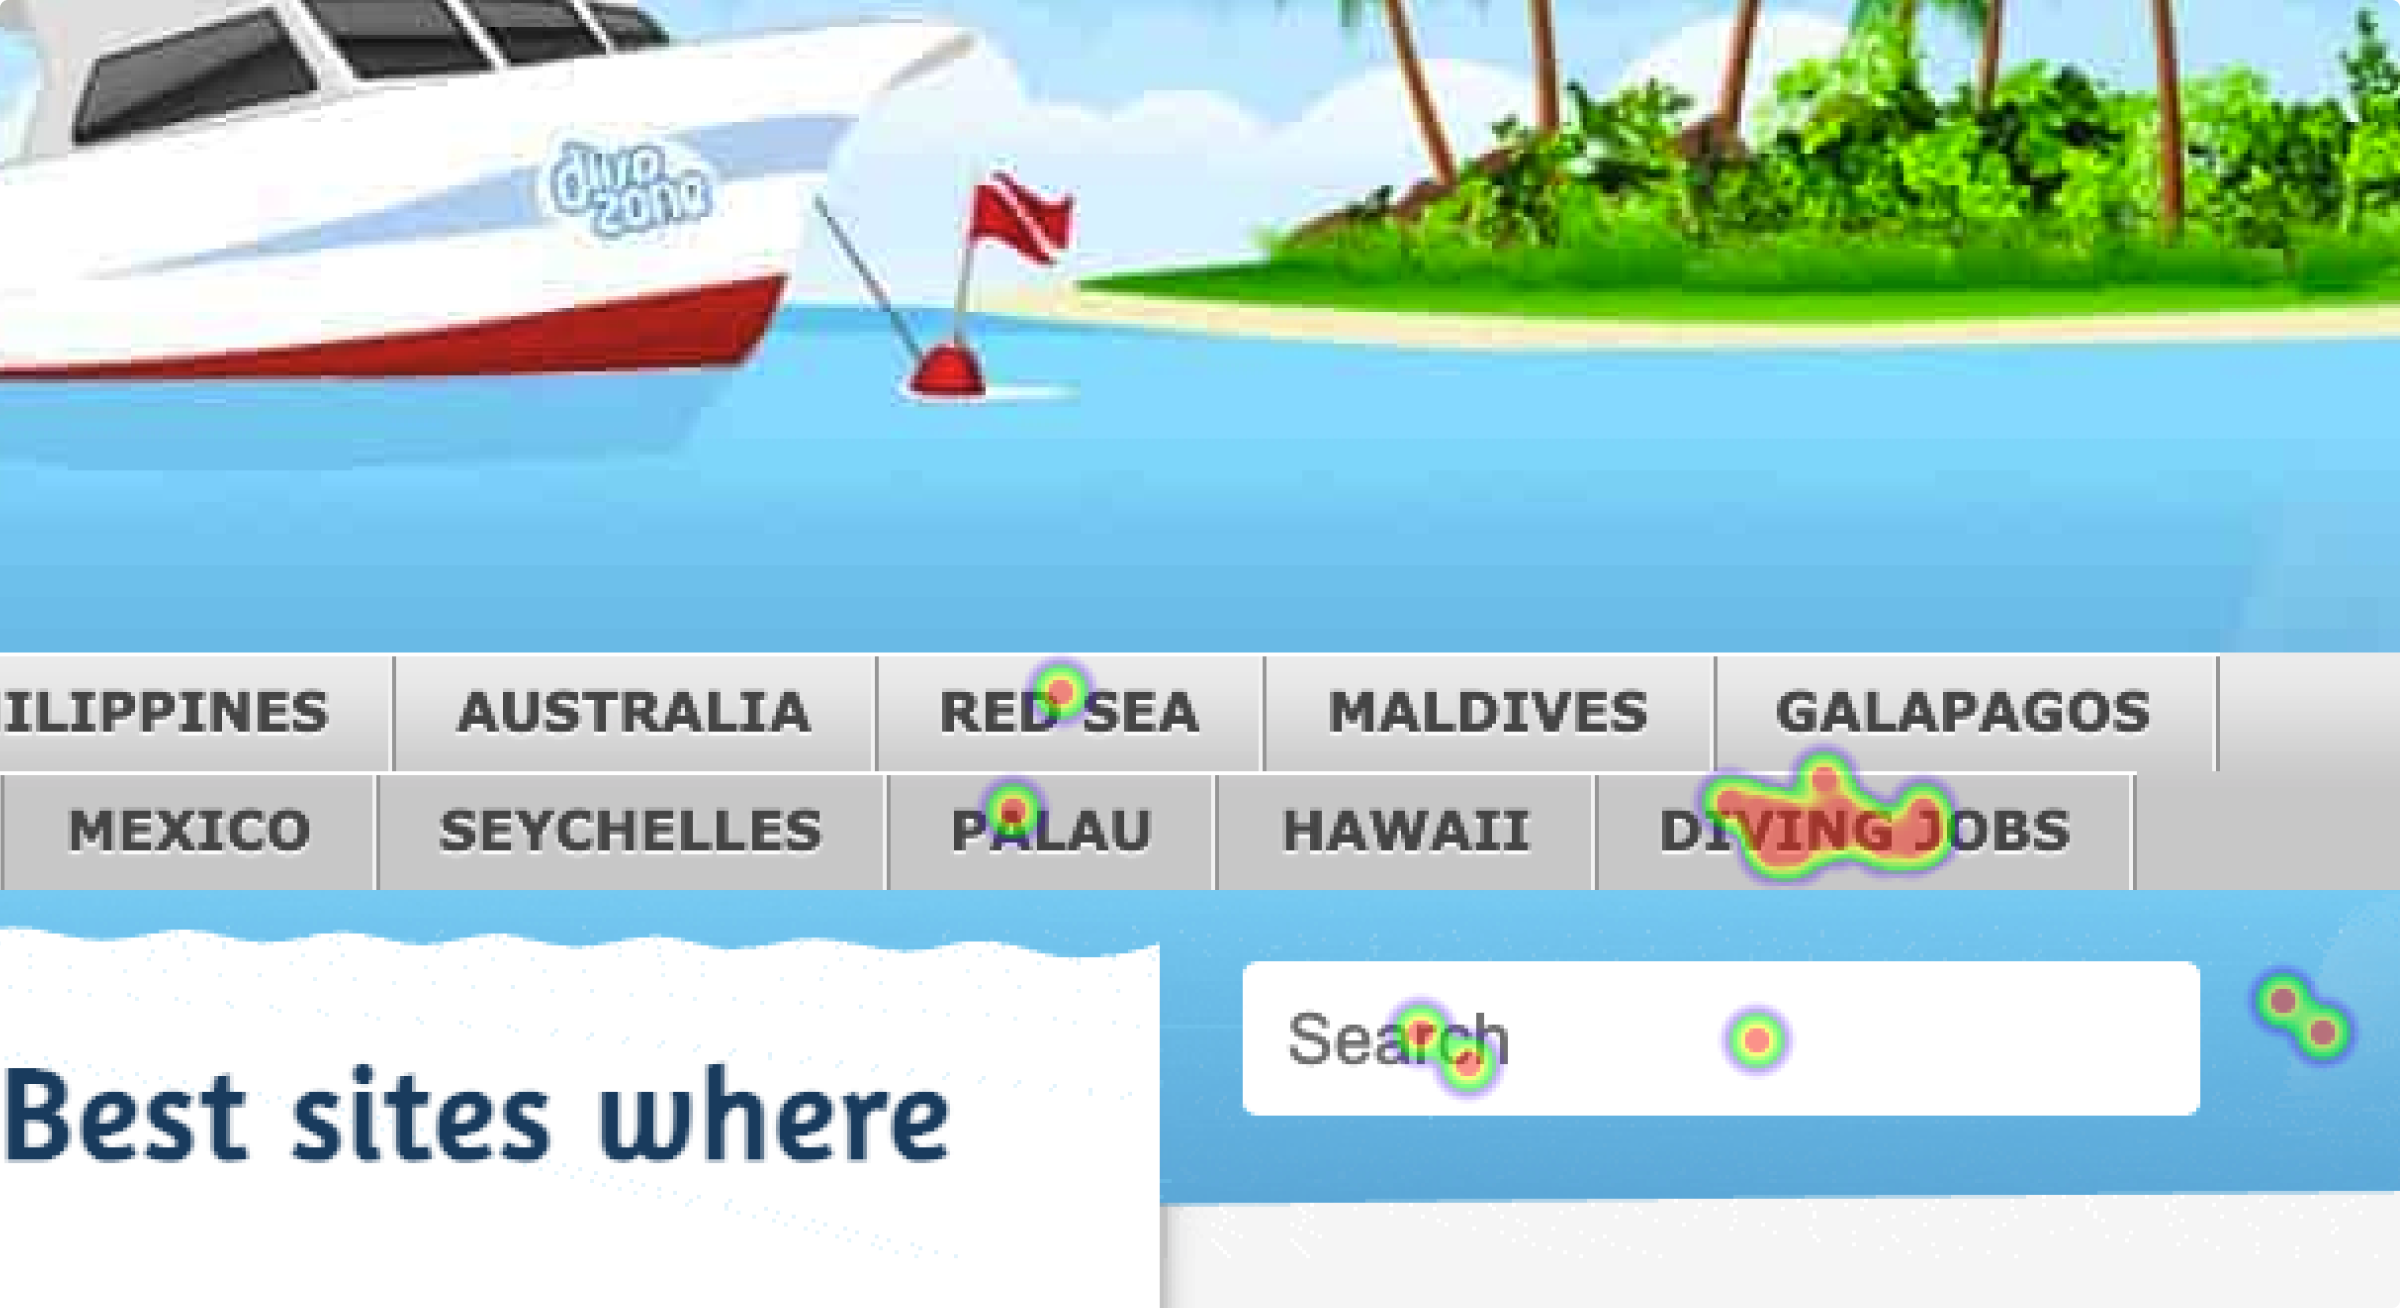 dive
zone
ILIPPINES AUSTRALIA RED SEA MALDIVES GALAPAGOS
MEXICO SEYCHELLES PALAU HAWAII DIVING JOBS
Search
Best sites where